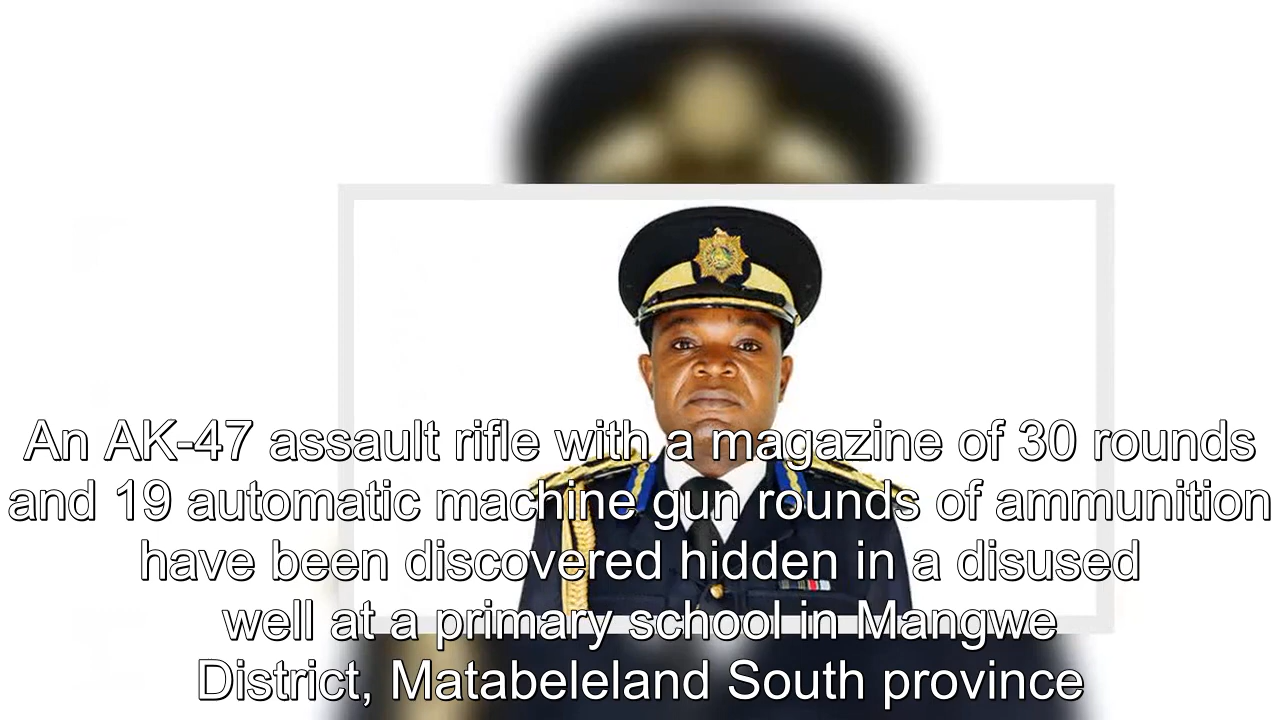 An AK-47 assault rifle with a magazine of 30 rounds
and 19 automatic machine gun rounds of ammunition
have been discovered hidden in a disused
well at a primary school in Mangwe
District, Matabeleland South province